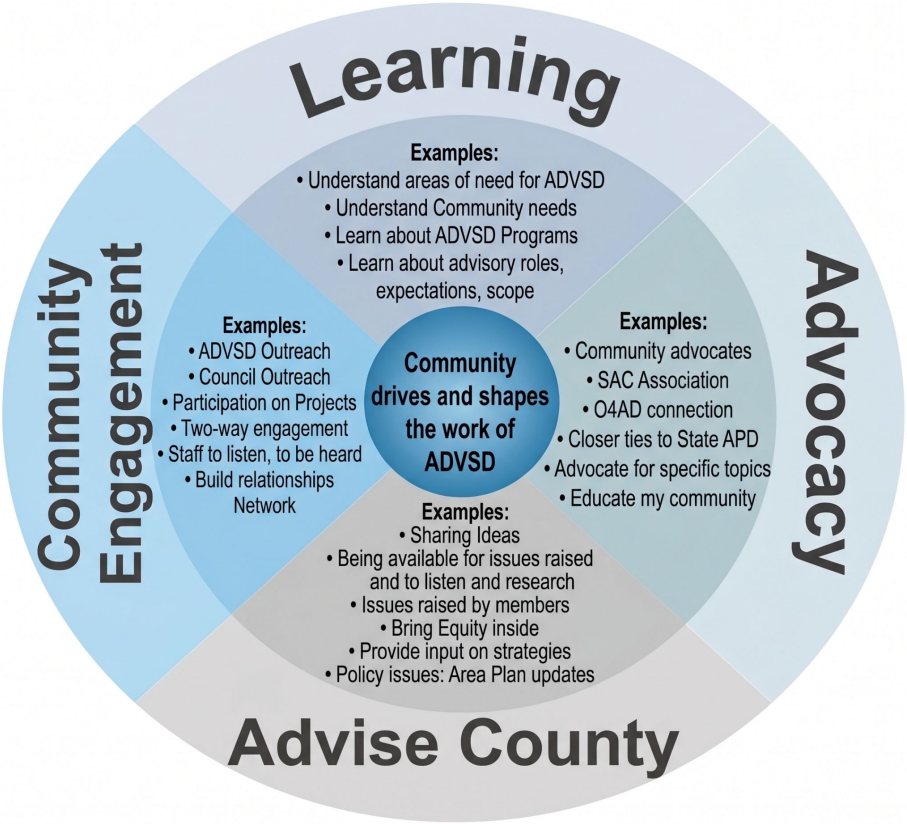 Learning
Examples:
• Understand areas of need for ADVSD
• Understand Community needs
• Learn about ADVSD Programs
• Learn about advisory roles,
expectations, scope
Community
Engagement
Examples:
• ADVSD Outreach
• Council Outreach
• Participation on Projects
• Two-way engagement
• Staff to listen, to be heard
• Build relationships
Network
Community
drives and shapes
the work of
ADVSD
Advocacy
Examples:
• Community advocates
• SAC Association
• O4AD connection
• Closer ties to State APD
• Advocate for specific topics
• Educate my community
Examples:
• Sharing Ideas
• Being available for issues raised
and to listen and research
• Issues raised by members
• Bring Equity inside
• Provide input on strategies
• Policy issues: Area Plan updates
Advise County